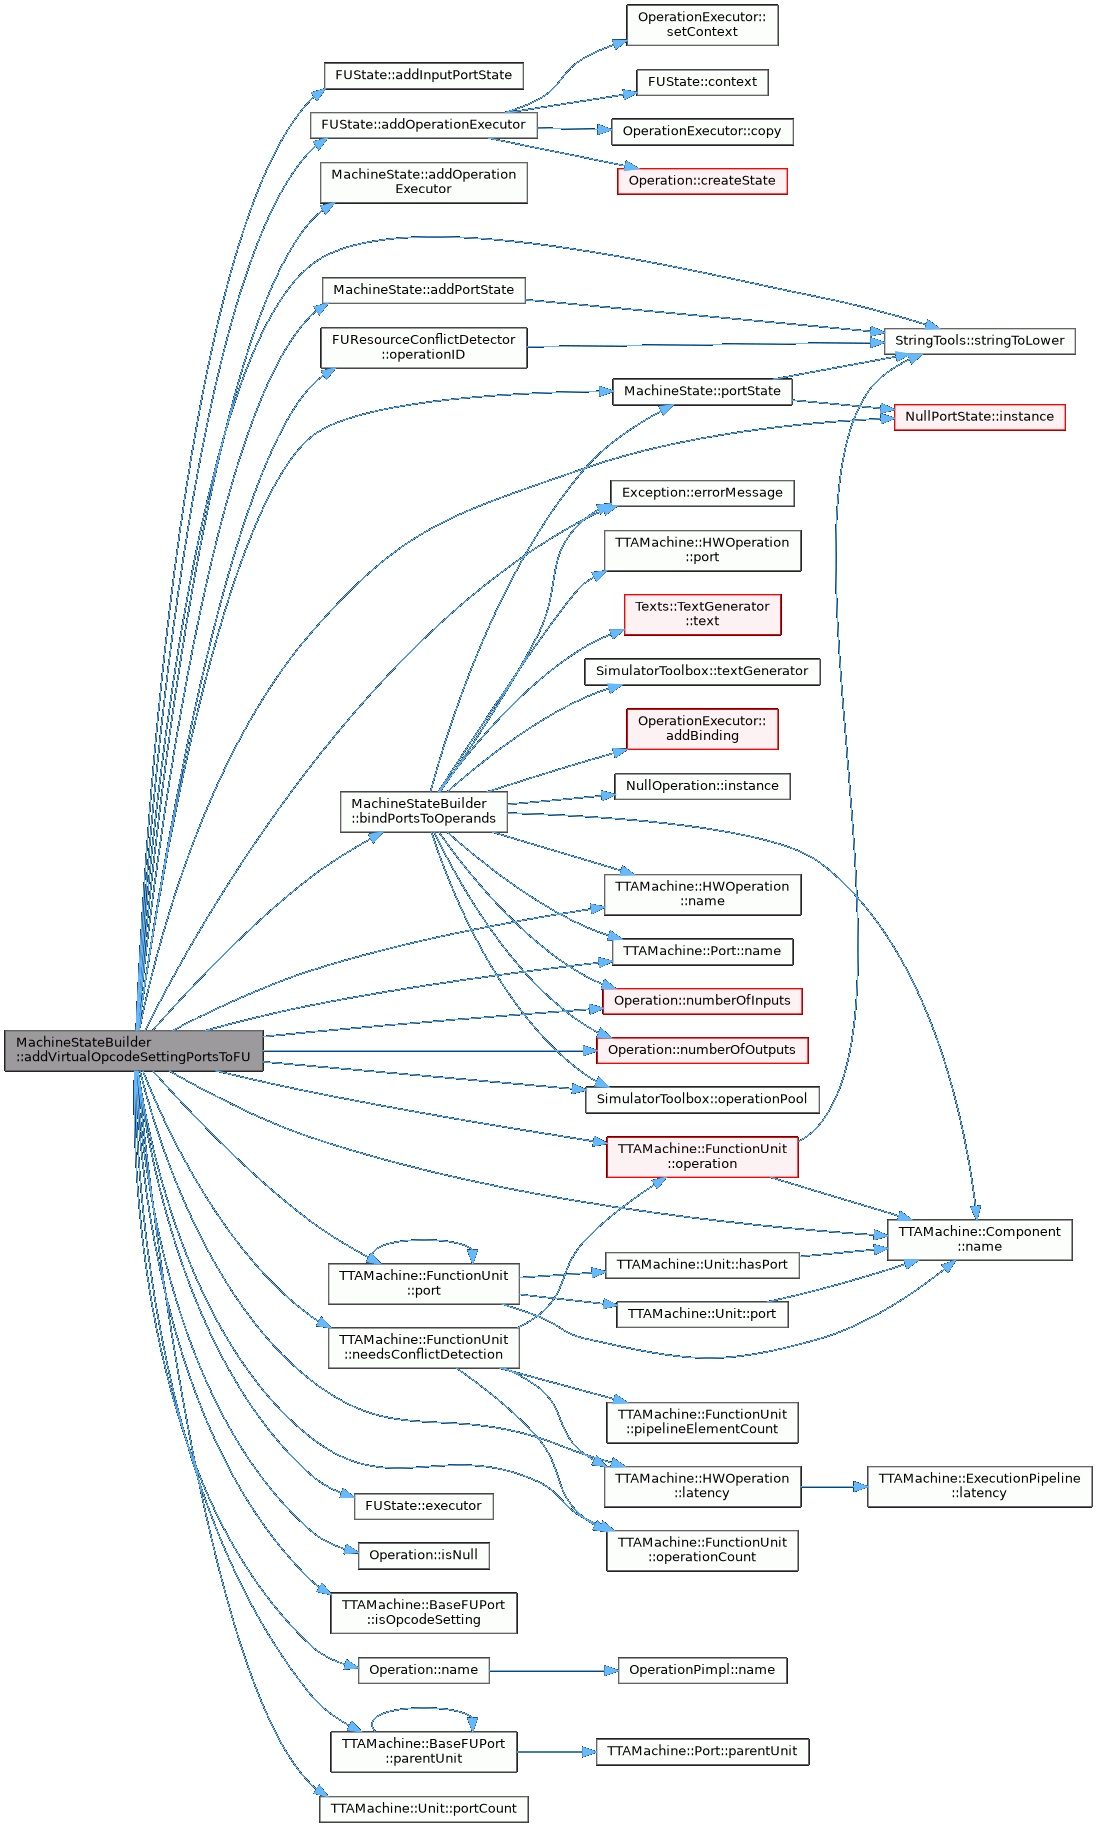 OperationExecutor::
setContext
FUState::addInputPortState
FUState::context
FUState::addOperationExecutor
OperationExecutor::copy
MachineState::addOperation
Executor
Operation::createState
MachineState::addPortState
FUResourceConflictDetector
::operationID
StringTools::stringToLower
MachineState::portState
NullPortState::instance
Exception::errorMessage
TTAMachine::HWOperation
::port
Texts::TextGenerator
::text
SimulatorToolbox::textGenerator
OperationExecutor::
addBinding
NullOperation::instance
MachineStateBuilder
::bindPortsToOperands
TTAMachine::HWOperation
::name
TTAMachine::Port::name
Operation::numberOfInputs
MachineStateBuilder
::addVirtualOpcodeSettingPortsToFU
Operation::numberOfOutputs
SimulatorToolbox::operationPool
TTAMachine::FunctionUnit
::operation
TTAMachine::Component
::name
TTAMachine::Unit::hasPort
TTAMachine::FunctionUnit
::port
TTAMachine::Unit::port
TTAMachine::FunctionUnit
::needsConflictDetection
TTAMachine::FunctionUnit
::pipelineElementCount
TTAMachine::HWOperation
::latency
TTAMachine::ExecutionPipeline
::latency
FUState::executor
TTAMachine::FunctionUnit
::operationCount
Operation::isNull
TTAMachine::BaseFUPort
::isOpcodeSetting
Operation::name
OperationPimpl::name
TTAMachine::BaseFUPort
::parentUnit
TTAMachine::Port::parentUnit
TTAMachine::Unit::portCount